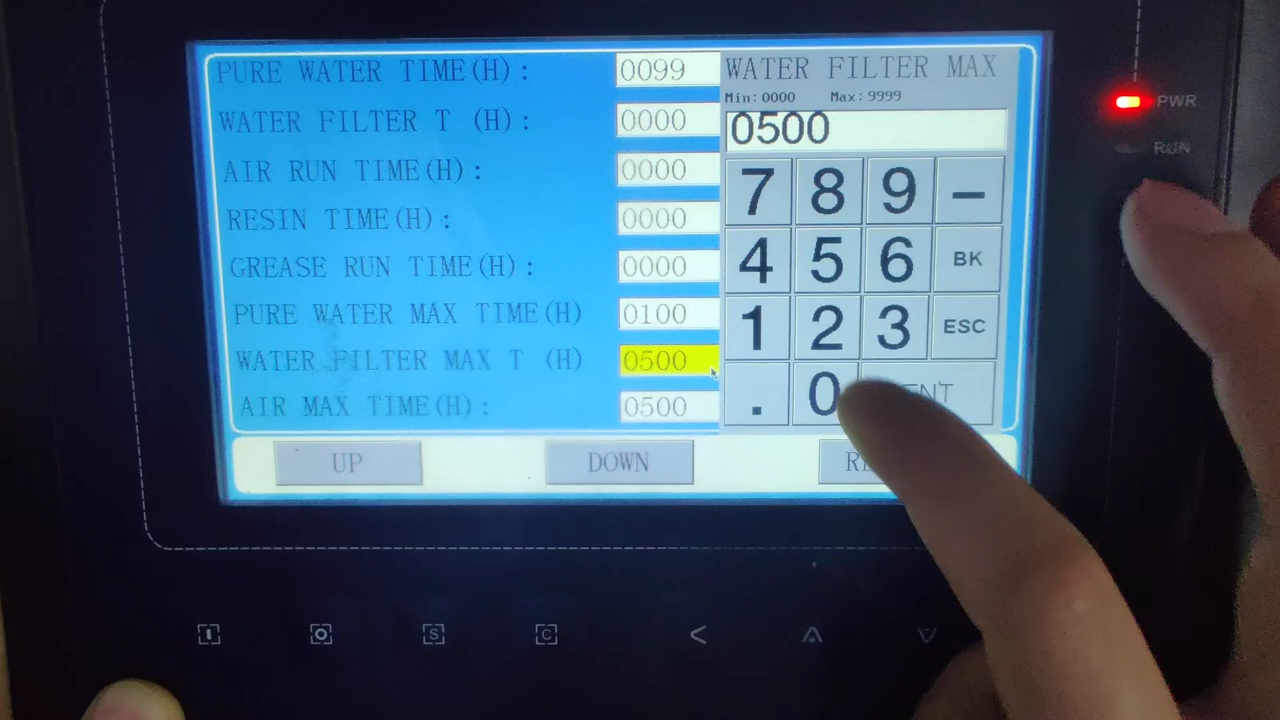 PURE WATER TIME(H): 0099
WATER FILTER T (H): 0000
AIR RUN TIME(H): 0000
RESIN TIME(H): 0000
GREASE RUN TIME(H): 0000
PURE WATER MAX TIME(H) 0100
WATER FILTER MAX T (H) 0500
AIR MAX TIME(H): 0500
WATER FILTER MAX
Min:0000 Max:9999
0500
7 8 9 -
4 5 6 BK
1 2 3 ESC
. 0 ENT
UP DOWN
PWR
RUN
S C